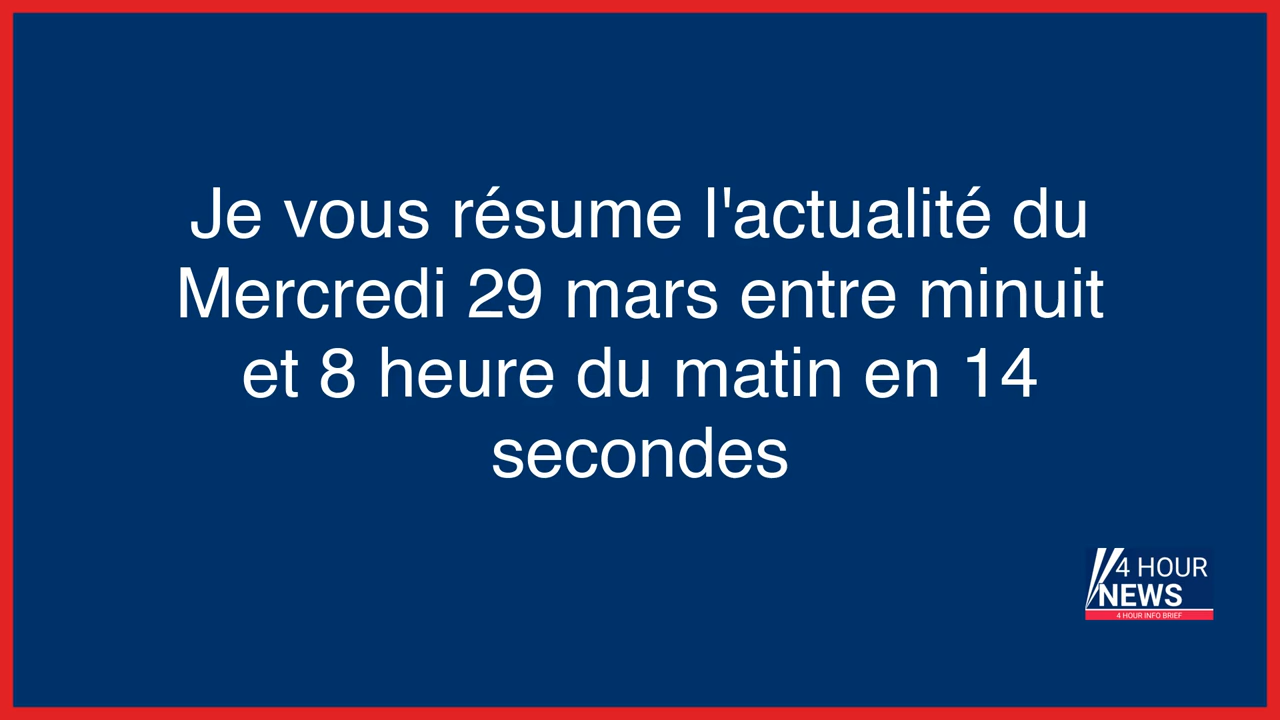 Je vous résume l'actualité du
Mercredi 29 mars entre minuit
et 8 heure du matin en 14
secondes
4 HOUR
NEWS
4 HOUR INFO BRIEF